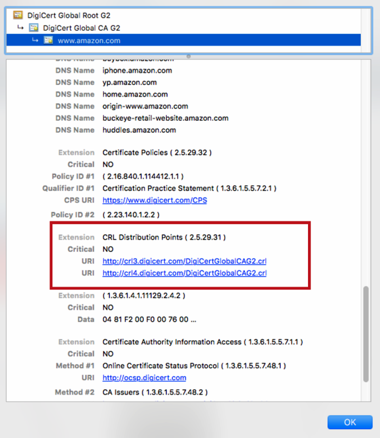 DigiCert Global Root G2
DigiCert Global CA G2
www.amazon.com
DNS Name
DNS Name iphone.amazon.com
DNS Name yp.amazon.com
DNS Name home.amazon.com
DNS Name origin-www.amazon.com
DNS Name buckeye-retail-website.amazon.com
DNS Name huddles.amazon.com
Extension Certificate Policies ( 2.5.29.32 )
Critical NO
Policy ID #1 ( 2.16.840.1.114412.1.1 )
Qualifier ID #1 Certification Practice Statement ( 1.3.6.1.5.5.7.2.1 )
CPS URI https://www.digicert.com/CPS
Policy ID #2 ( 2.23.140.1.2.2 )
Extension CRL Distribution Points ( 2.5.29.31 )
Critical NO
URI http://crl3.digicert.com/DigiCertGlobalCAG2.crl
URI http://crl4.digicert.com/DigiCertGlobalCAG2.crl
Extension ( 1.3.6.1.4.1.11129.2.4.2 )
Critical NO
Data 04 81 F2 00 F0 00 76 00 ...
Extension Certificate Authority Information Access ( 1.3.6.1.5.5.7.1.1 )
Critical NO
Method #1 Online Certificate Status Protocol ( 1.3.6.1.5.5.7.48.1 )
URI http://ocsp.digicert.com
Method #2 CA Issuers ( 1.3.6.1.5.5.7.48.2 )
OK